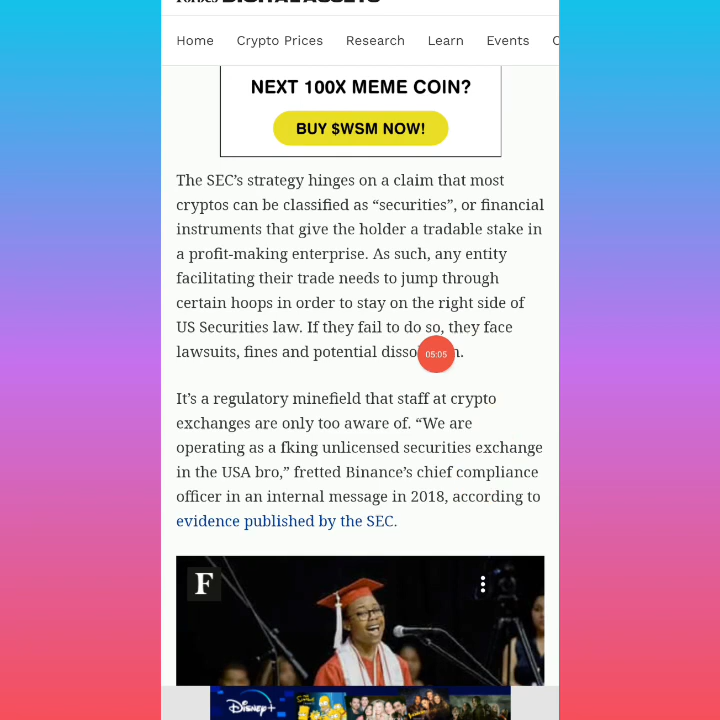 Home Crypto Prices Research Learn Events
NEXT 100X MEME COIN?
BUY $WSM NOW!
The SEC’s strategy hinges on a claim that most
cryptos can be classified as “securities”, or financial
instruments that give the holder a tradable stake in
a profit-making enterprise. As such, any entity
facilitating their trade needs to jump through
certain hoops in order to stay on the right side of
US Securities law. If they fail to do so, they face
lawsuits, fines and potential
05:05
It’s a regulatory minefield that staff at crypto
exchanges are only too aware of. “We are
operating as a fking unlicensed securities exchange
in the USA bro,” fretted Binance’s chief compliance
officer in an internal message in 2018, according to
evidence published by the SEC.
F
Disney+